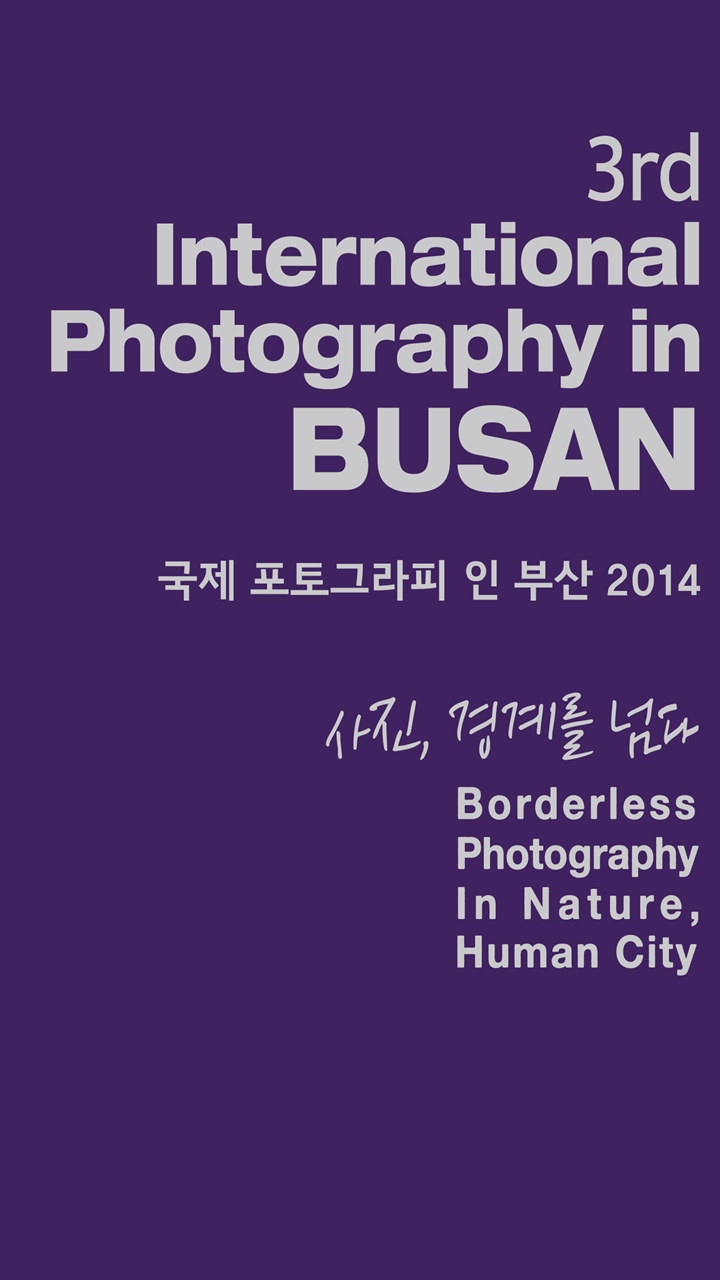 3rd
International
Photography in
BUSAN
국제 포토그라피 인 부산 2014
사진, 경계를 넘다
Borderless
Photography
In Nature,
Human City